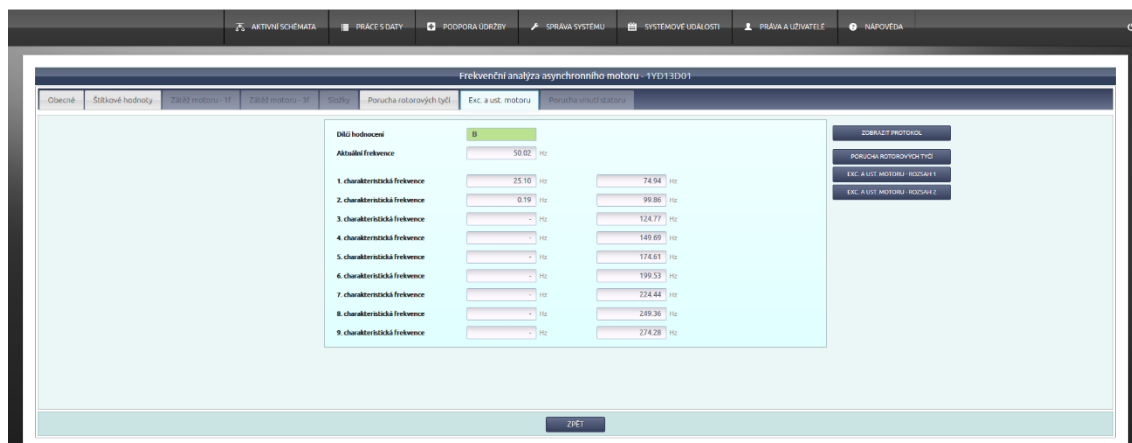 AKTIVNÍ SCHÉMATA PRÁCE S DATY PODPORA ÚDRŽBY SPRÁVA SYSTÉMU SYSTÉMOVÉ UDÁLOSTI PRÁVA A UŽIVATELÉ NÁPOVĚDA
Frekvenční analýza asynchronního motoru - 1YD13D01
Obecné Štítkové hodnoty Zátěž motoru - 1f Zátěž motoru - 3f Složky Porucha rotorových tyčí Exc. a ust. motoru Porucha vinutí statoru
Dílčí hodnocení B
Aktuální frekvence 50.02 Hz
1. charakteristická frekvence 25.10 Hz 74.94 Hz
2. charakteristická frekvence 0.19 Hz 99.86 Hz
3. charakteristická frekvence - Hz 124.77 Hz
4. charakteristická frekvence - Hz 149.69 Hz
5. charakteristická frekvence - Hz 174.61 Hz
6. charakteristická frekvence - Hz 199.53 Hz
7. charakteristická frekvence - Hz 224.44 Hz
8. charakteristická frekvence - Hz 249.36 Hz
9. charakteristická frekvence - Hz 274.28 Hz
ZOBRAZIT PROTOKOL
PORUCHA ROTOROVÝCH TYČÍ
EXC. A UST. MOTORU - ROZSAH 1
EXC. A UST. MOTORU - ROZSAH 2
ZPĚT